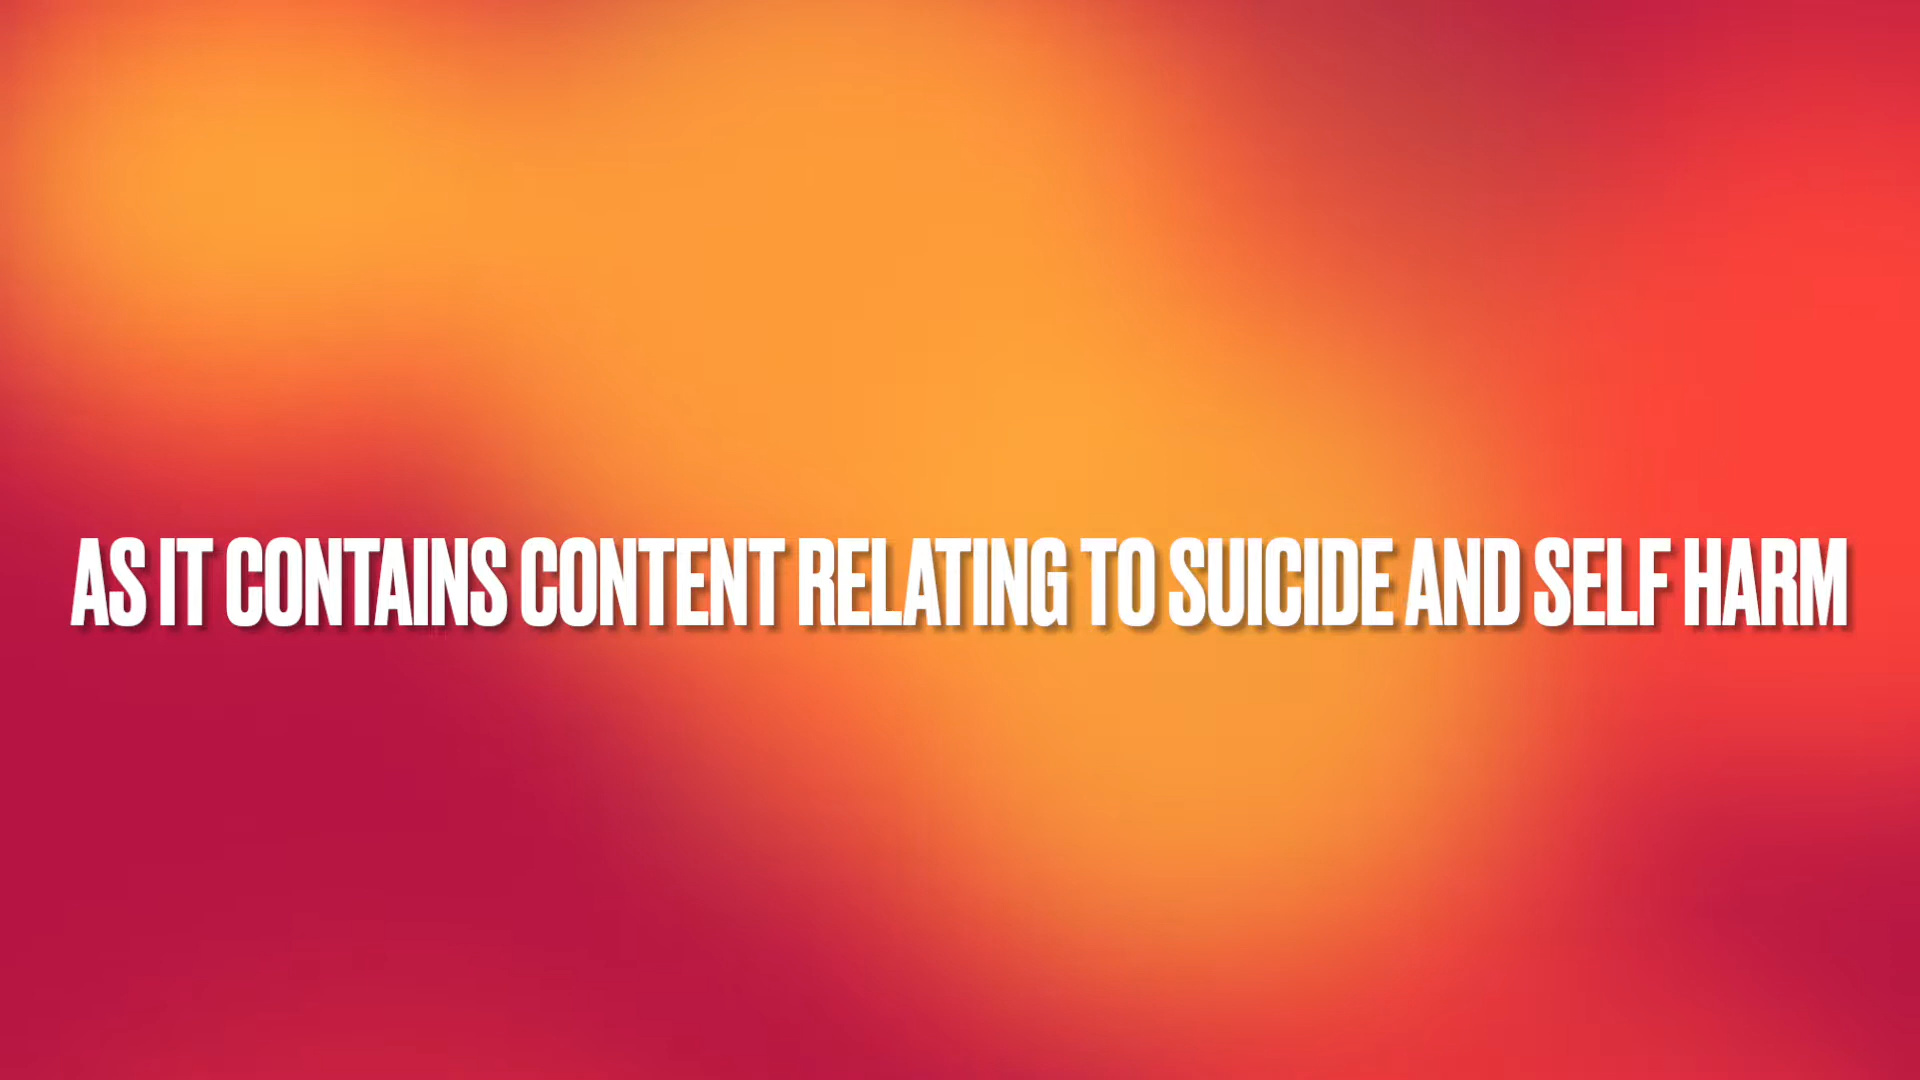 AS IT CONTAINS CONTENT RELATING TO SUICIDE AND SELF HARM